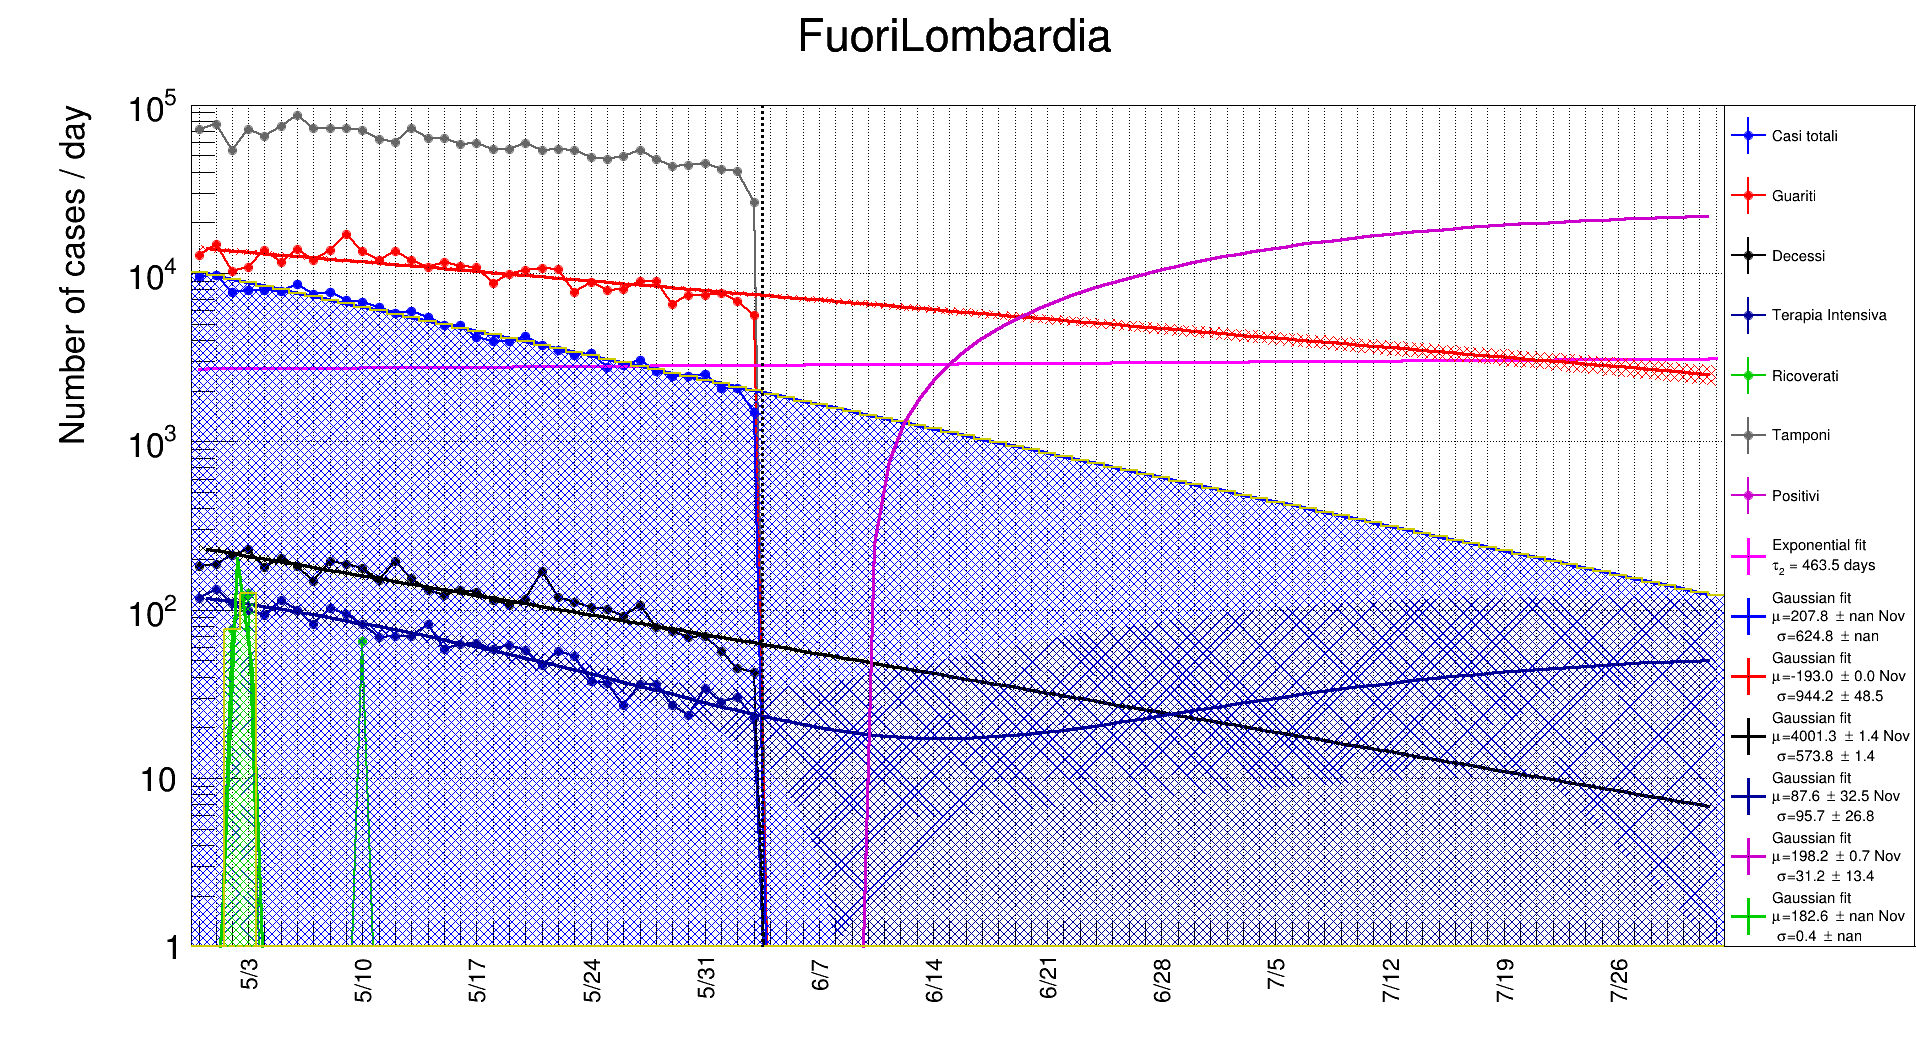 FuoriLombardia
Number of cases / day
10^5
10^4
10^3
10^2
10
1
5/3
5/10
5/17
5/24
5/31
6/7
6/14
6/21
6/28
7/5
7/12
7/19
7/26
Casi totali
Guariti
Decessi
Terapia Intensiva
Ricoverati
Tamponi
Positivi
Exponential fit
τ₂ = 463.5 days
Gaussian fit
μ=207.8 ± nan Nov
σ=624.8 ± nan
Gaussian fit
μ=-193.0 ± 0.0 Nov
σ=944.2 ± 48.5
Gaussian fit
μ=4001.3 ± 1.4 Nov
σ=573.8 ± 1.4
Gaussian fit
μ=87.6 ± 32.5 Nov
σ=95.7 ± 26.8
Gaussian fit
μ=198.2 ± 0.7 Nov
σ=31.2 ± 13.4
Gaussian fit
μ=182.6 ± nan Nov
σ=0.4 ± nan